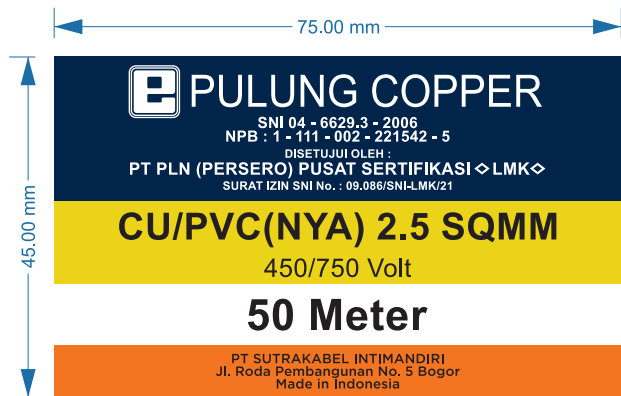 75.00 mm
45.00 mm
e PULUNG COPPER
SNI 04 - 6629.3 - 2006
NPB : 1 - 111 - 002 - 221542 - 5
DISETUJUI OLEH :
PT PLN (PERSERO) PUSAT SERTIFIKASI ◇LMK◇
SURAT IZIN SNI No. : 09.086/SNI-LMK/21
CU/PVC(NYA) 2.5 SQMM
450/750 Volt
50 Meter
PT SUTRAKABEL INTIMANDIRI
Jl. Roda Pembangunan No. 5 Bogor
Made in Indonesia